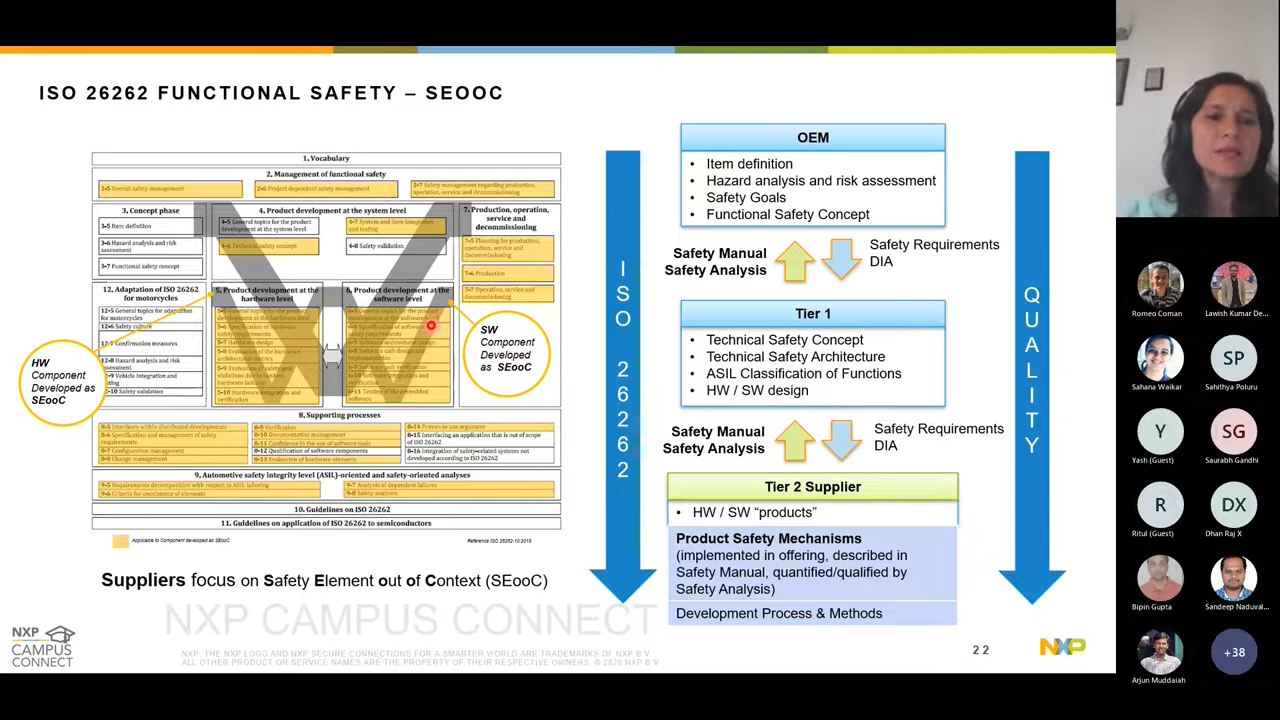 ISO 26262 FUNCTIONAL SAFETY – SEOOC
1. Vocabulary
2. Management of functional safety
2-5 Overall safety management
2-6 Project dependent safety management
2-7 Safety management regarding production,
operation, service and decommissioning
3. Concept phase
3-5 Item definition
3-6 Hazard analysis and risk
assessment
3-7 Functional safety concept
4. Product development at the system level
4-5 General topics for the product
development at the system level
4-6 Technical safety concept
4-7 System and item integration
and testing
4-8 Safety validation
7. Production, operation,
service and
decommissioning
7-5 Planning for production,
operation, service and
decommissioning
7-6 Production
7-7 Operation, service and
decommissioning
12. Adaptation of ISO 26262
for motorcycles
12-5 General topics for adaptation
for motorcycles
12-6 Safety culture
Confirmation measures
12-8 Hazard analysis and risk
assessment
Vehicle integration and
testing
Safety validation
5. Product development at the
hardware level
5-5 General topics for the product
development at the hardware level
5-6 Specification of hardware
safety requirements
5-7 Hardware design
5-8 Evaluation of the hardware
architectural metrics
5-9 Evaluation of safety goal
violations due to random
hardware failures
5-10 Hardware integration and
verification
6. Product development at the
software level
6-5 General topics for the product
development at the software level
6-6 Specification of software
safety requirements
6-7 Software architectural design
6-8 Software unit design and
implementation
6-9 Software unit verification
6-10 Software integration and
verification
6-11 Testing of the embedded
software
HW
Component
Developed as
SEooC
SW
Component
Developed
as SEooC
8. Supporting processes
8-5 Interfaces within distributed developments
8-6 Specification and management of safety
requirements
8-7 Configuration management
8-8 Change management
8-9 Verification
8-10 Documentation management
8-11 Confidence in the use of software tools
8-12 Qualification of software components
8-13 Evaluation of hardware elements
8-14 Proven in use argument
8-15 Interfacing an application that is out of scope
of ISO 26262
8-16 Integration of safety-related systems not
developed according to ISO 26262
9. Automotive safety integrity level (ASIL)-oriented and safety-oriented analyses
9-5 Requirements decomposition with respect to ASIL tailoring
9-6 Criteria for coexistence of elements
9-7 Analysis of dependent failures
9-8 Safety analyses
10. Guidelines on ISO 26262
11. Guidelines on application of ISO 26262 to semiconductors
Applicable to Component developed as SEooC
Reference ISO 26262-10:2018
Suppliers focus on Safety Element out of Context (SEooC)
ISO 26262
OEM
• Item definition
• Hazard analysis and risk assessment
• Safety Goals
• Functional Safety Concept
Safety Manual
Safety Analysis
Safety Requirements
DIA
Tier 1
• Technical Safety Concept
• Technical Safety Architecture
• ASIL Classification of Functions
• HW / SW design
Safety Manual
Safety Analysis
Safety Requirements
DIA
Tier 2 Supplier
• HW / SW “products”
Product Safety Mechanisms
(implemented in offering, described in
Safety Manual, quantified/qualified by
Safety Analysis)
Development Process & Methods
QUALITY
NXP CAMPUS CONNECT
NXP
CAMPUS
CONNECT
NXP, THE NXP LOGO AND NXP SECURE CONNECTIONS FOR A SMARTER WORLD ARE TRADEMARKS OF NXP B.V.
ALL OTHER PRODUCT OR SERVICE NAMES ARE THE PROPERTY OF THEIR RESPECTIVE OWNERS. © 2020 NXP B.V.
22
NXP
Romeo Coman
Lawish Kumar De...
Sahana Waikar
SP
Sahithya Poluru
Y
Yash (Guest)
SG
Saurabh Gandhi
R
Ritul (Guest)
DX
Dhan Raj X
Bipin Gupta
Sandeep Naduval...
Arjun Muddaiah
+38